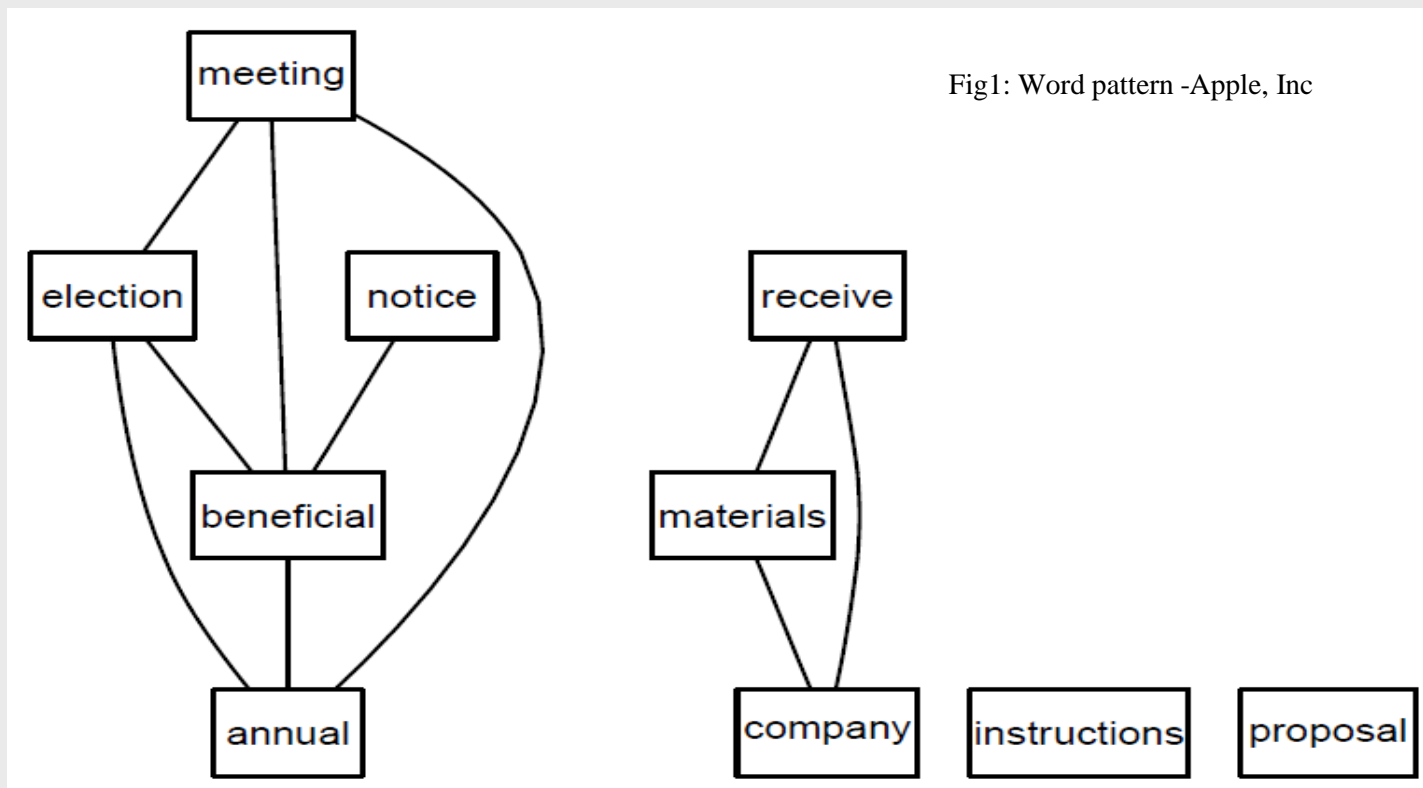 meeting
Fig1: Word pattern -Apple, Inc
election
notice
receive
beneficial
materials
annual
company
instructions
proposal